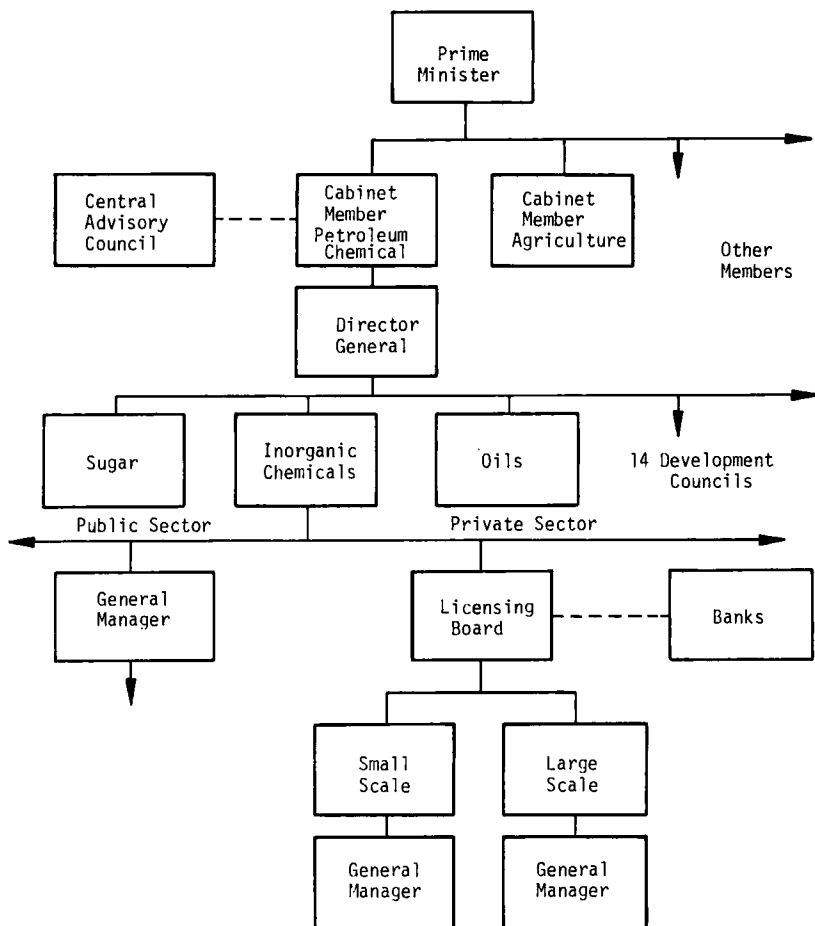 Prime
Minister
Central
Advisory
Council
Cabinet
Member
Petroleum
Chemical
Cabinet
Member
Agriculture
Other
Members
Director
General
Sugar
Inorganic
Chemicals
Oils
14 Development
Councils
Public Sector
Private Sector
General
Manager
Licensing
Board
Banks
Small
Scale
Large
Scale
General
Manager
General
Manager